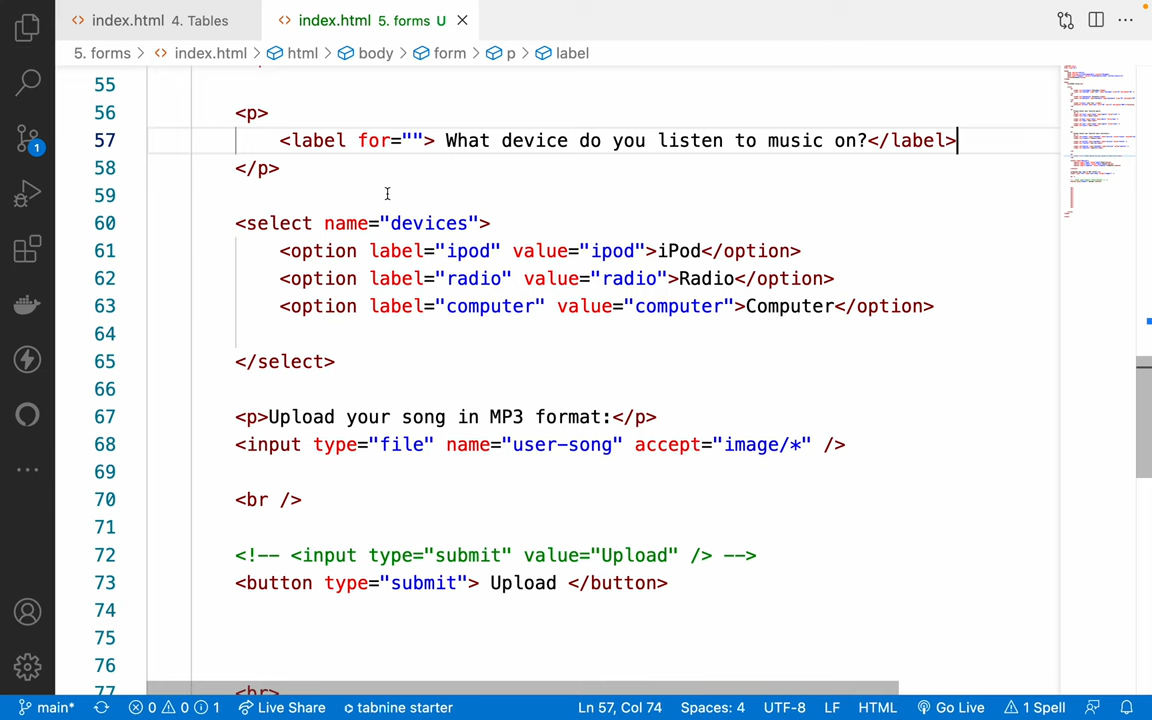 index.html 4. Tables
index.html 5. forms U
5. forms > index.html > html > body > form > p > label
55
56 <p>
57 <label for=""> What device do you listen to music on?</label>
58 </p>
59
60 <select name="devices">
61 <option label="ipod" value="ipod">iPod</option>
62 <option label="radio" value="radio">Radio</option>
63 <option label="computer" value="computer">Computer</option>
64
65 </select>
66
67 <p>Upload your song in MP3 format:</p>
68 <input type="file" name="user-song" accept="image/*" />
69
70 <br />
71
72 <!-- <input type="submit" value="Upload" /> -->
73 <button type="submit"> Upload </button>
74
75
76
77 <br>
1
main* 0 0 1 Live Share tabnine starter Ln 57, Col 74 Spaces: 4 UTF-8 LF HTML Go Live 1 Spell